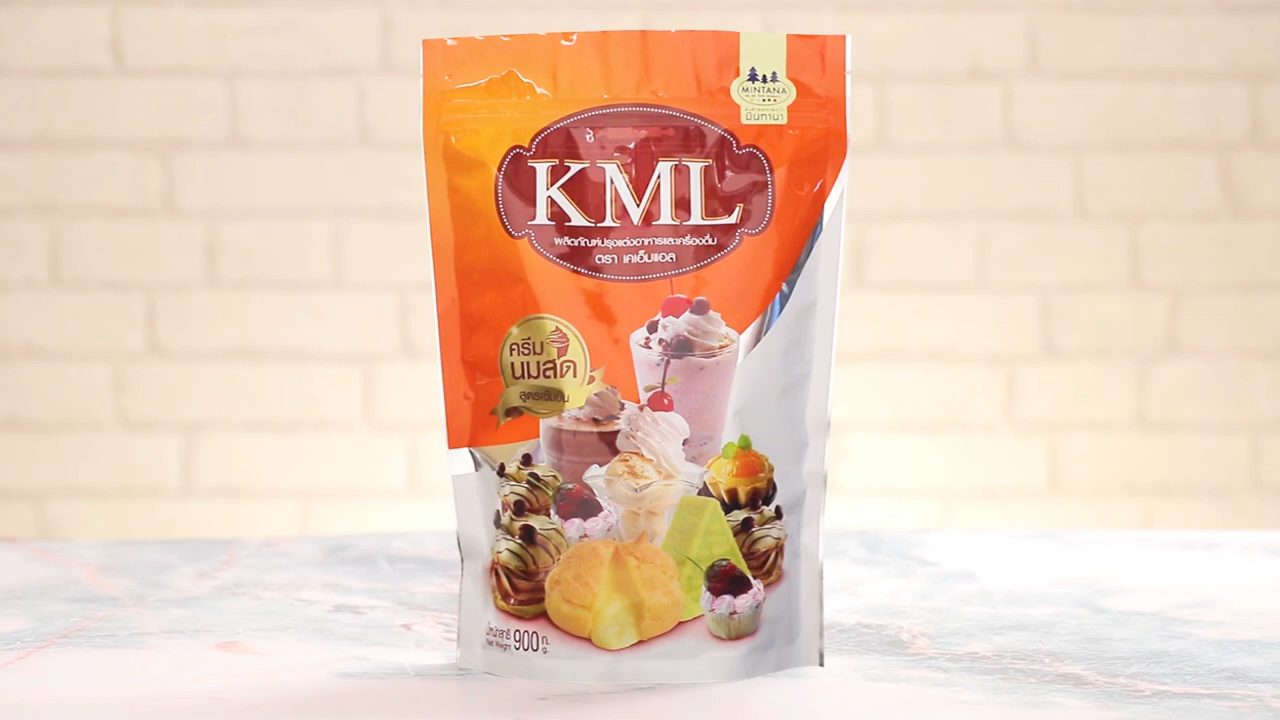 MINTANA
มินทานา
KML
ผลิตภัณฑ์ปรุงแต่งอาหารและเครื่องดื่ม
ตรา เคเอ็มแอล
ครีม
นมสด
สูตรเข้มข้น
น้ำหนักสุทธิ 900 ก.
Net Weight g.